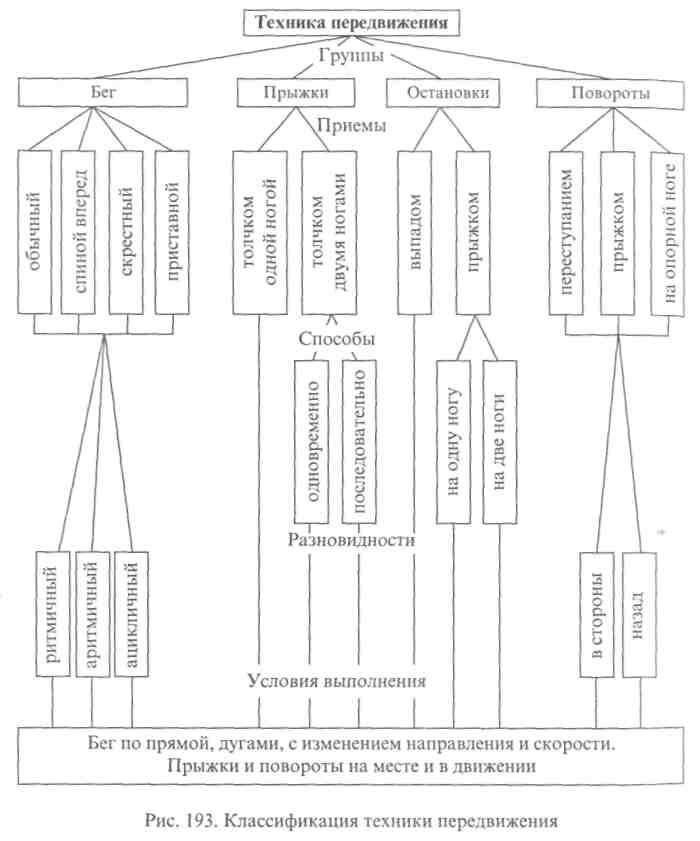 Техника передвижения
Группы
Бег
Прыжки
Остановки
Повороты
Приемы
обычный
спиной вперед
скрестный
приставной
толчком
одной ногой
толчком
двумя ногами
выпадом
прыжком
переступанием
прыжком
на опорной ноге
Способы
одновременно
последовательно
на одну ногу
на две ноги
Разновидности
ритмичный
аритмичный
ацикличный
в стороны
назад
Условия выполнения
Бег по прямой, дугами, с изменением направления и скорости.
Прыжки и повороты на месте и в движении
Рис. 193. Классификация техники передвижения